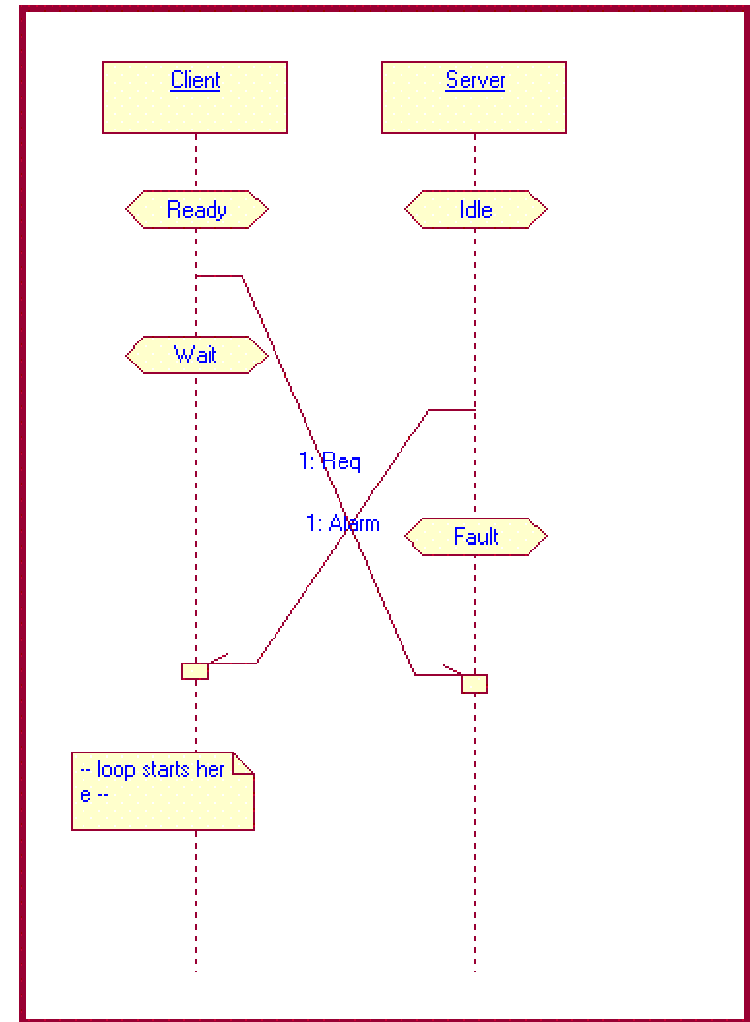 Client
Server
Ready
Idle
Wait
1: Req
1: Alarm
Fault
-- loop starts her
e --